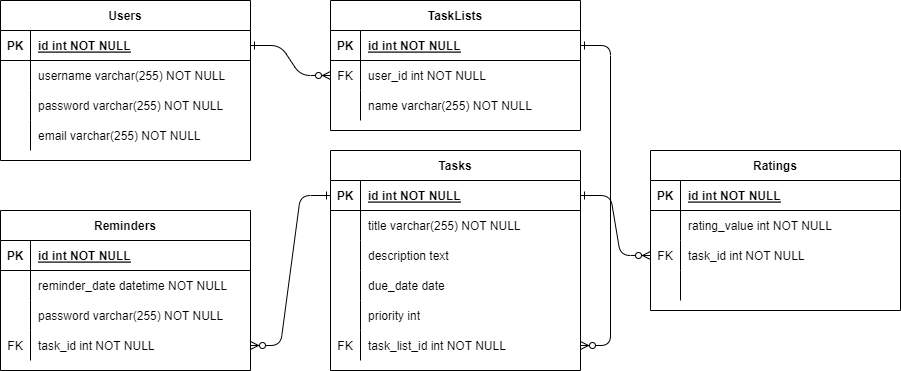 Users
PK id int NOT NULL
username varchar(255) NOT NULL
password varchar(255) NOT NULL
email varchar(255) NOT NULL
TaskLists
PK id int NOT NULL
FK user_id int NOT NULL
name varchar(255) NOT NULL
Tasks
PK id int NOT NULL
title varchar(255) NOT NULL
description text
due_date date
priority int
FK task_list_id int NOT NULL
Ratings
PK id int NOT NULL
rating_value int NOT NULL
FK task_id int NOT NULL
Reminders
PK id int NOT NULL
reminder_date datetime NOT NULL
password varchar(255) NOT NULL
FK task_id int NOT NULL